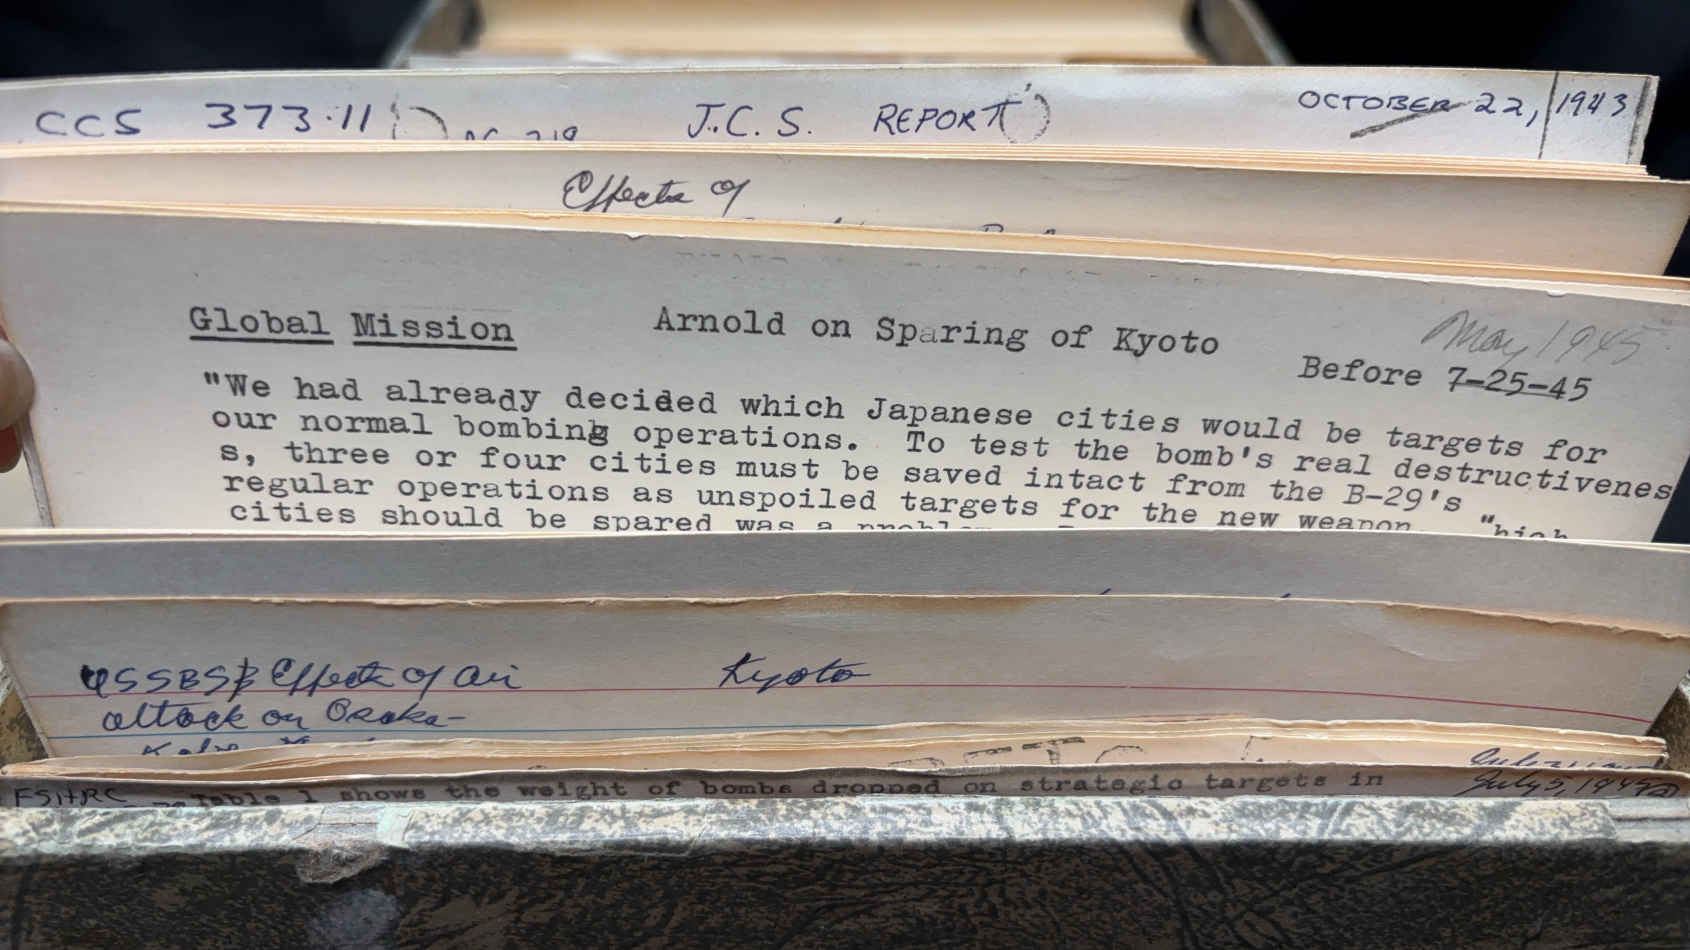 CCS 373.11 J.C.S. REPORT OCTOBER 22, 1943
Effects of
Global Mission Arnold on Sparing of Kyoto May 1945
Before 7-25-45
"We had already decided which Japanese cities would be targets for
our normal bombing operations. To test the bomb's real destructivenes
s, three or four cities must be saved intact from the B-29's
regular operations as unspoiled targets for the new weapon. "high
cities should be spared was a
USSBS Effects of Air Kyoto
attack on Osaka-
FSHRC Table 1 shows the weight of bombs dropped on strategic targets in July 5, 1945